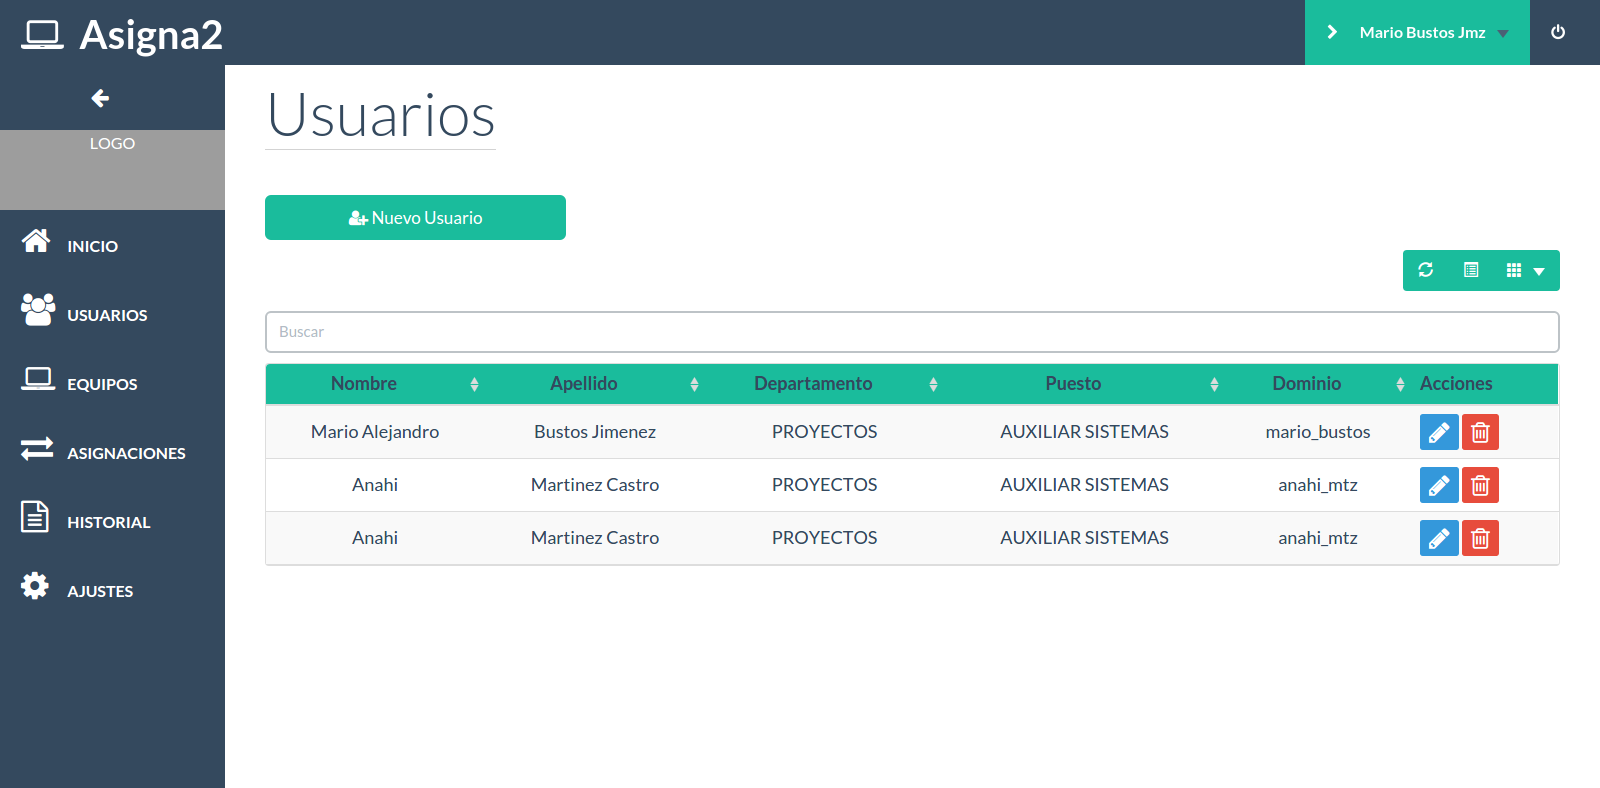 Asigna2
Mario Bustos Jmz
LOGO
INICIO
USUARIOS
EQUIPOS
ASIGNACIONES
HISTORIAL
AJUSTES
Usuarios
Nuevo Usuario
Buscar
Nombre Apellido Departamento Puesto Dominio Acciones
Mario Alejandro Bustos Jimenez PROYECTOS AUXILIAR SISTEMAS mario_bustos
Anahi Martinez Castro PROYECTOS AUXILIAR SISTEMAS anahi_mtz
Anahi Martinez Castro PROYECTOS AUXILIAR SISTEMAS anahi_mtz